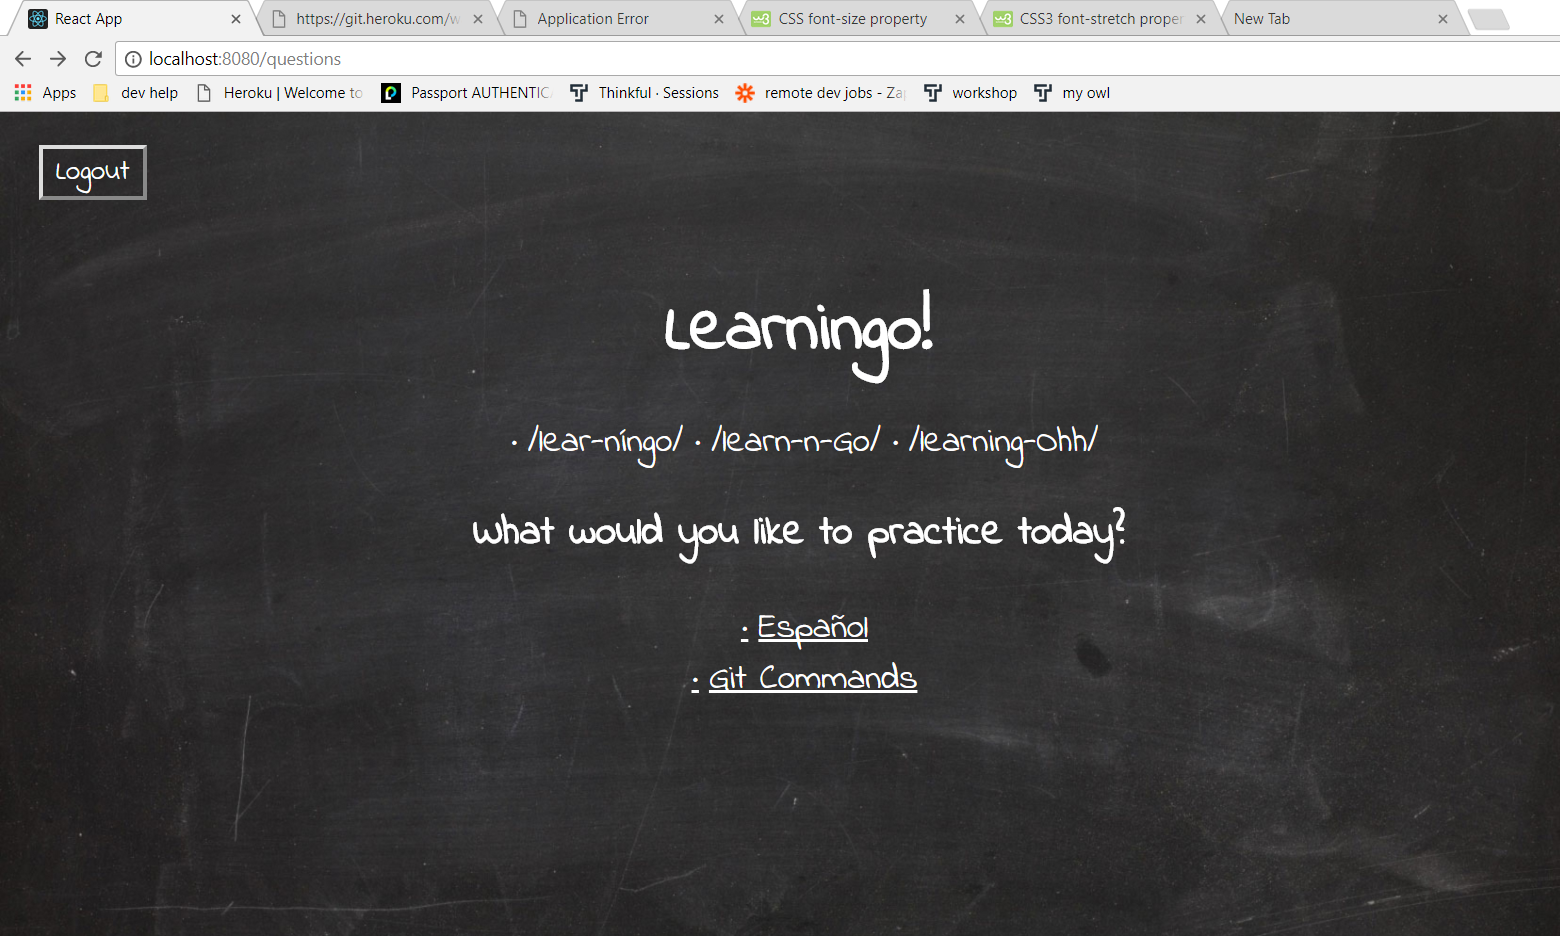 React App
https://git.heroku.com/w
Application Error
CSS font-size property
CSS3 font-stretch proper
New Tab
localhost:8080/questions
Apps dev help Heroku | Welcome to Passport AUTHENTIC Thinkful · Sessions remote dev jobs - Zap workshop my owl
Logout
Learningo!
· /lear-níngo/ · /learn-n-Go/ · /learning-Ohh/
What would you like to practice today?
· Español
· Git Commands